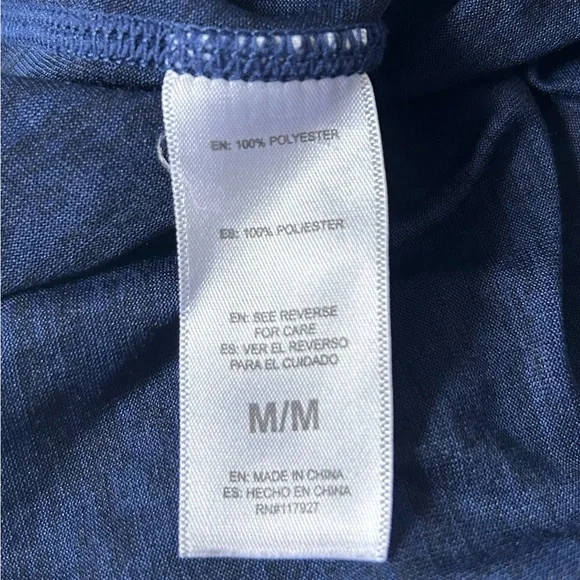 EN: 100% POLYESTER
ES: 100% POLIESTER
EN: SEE REVERSE
FOR CARE
ES: VER EL REVERSO
PARA EL CUIDADO
M/M
EN: MADE IN CHINA
ES: HECHO EN CHINA
RN#117927